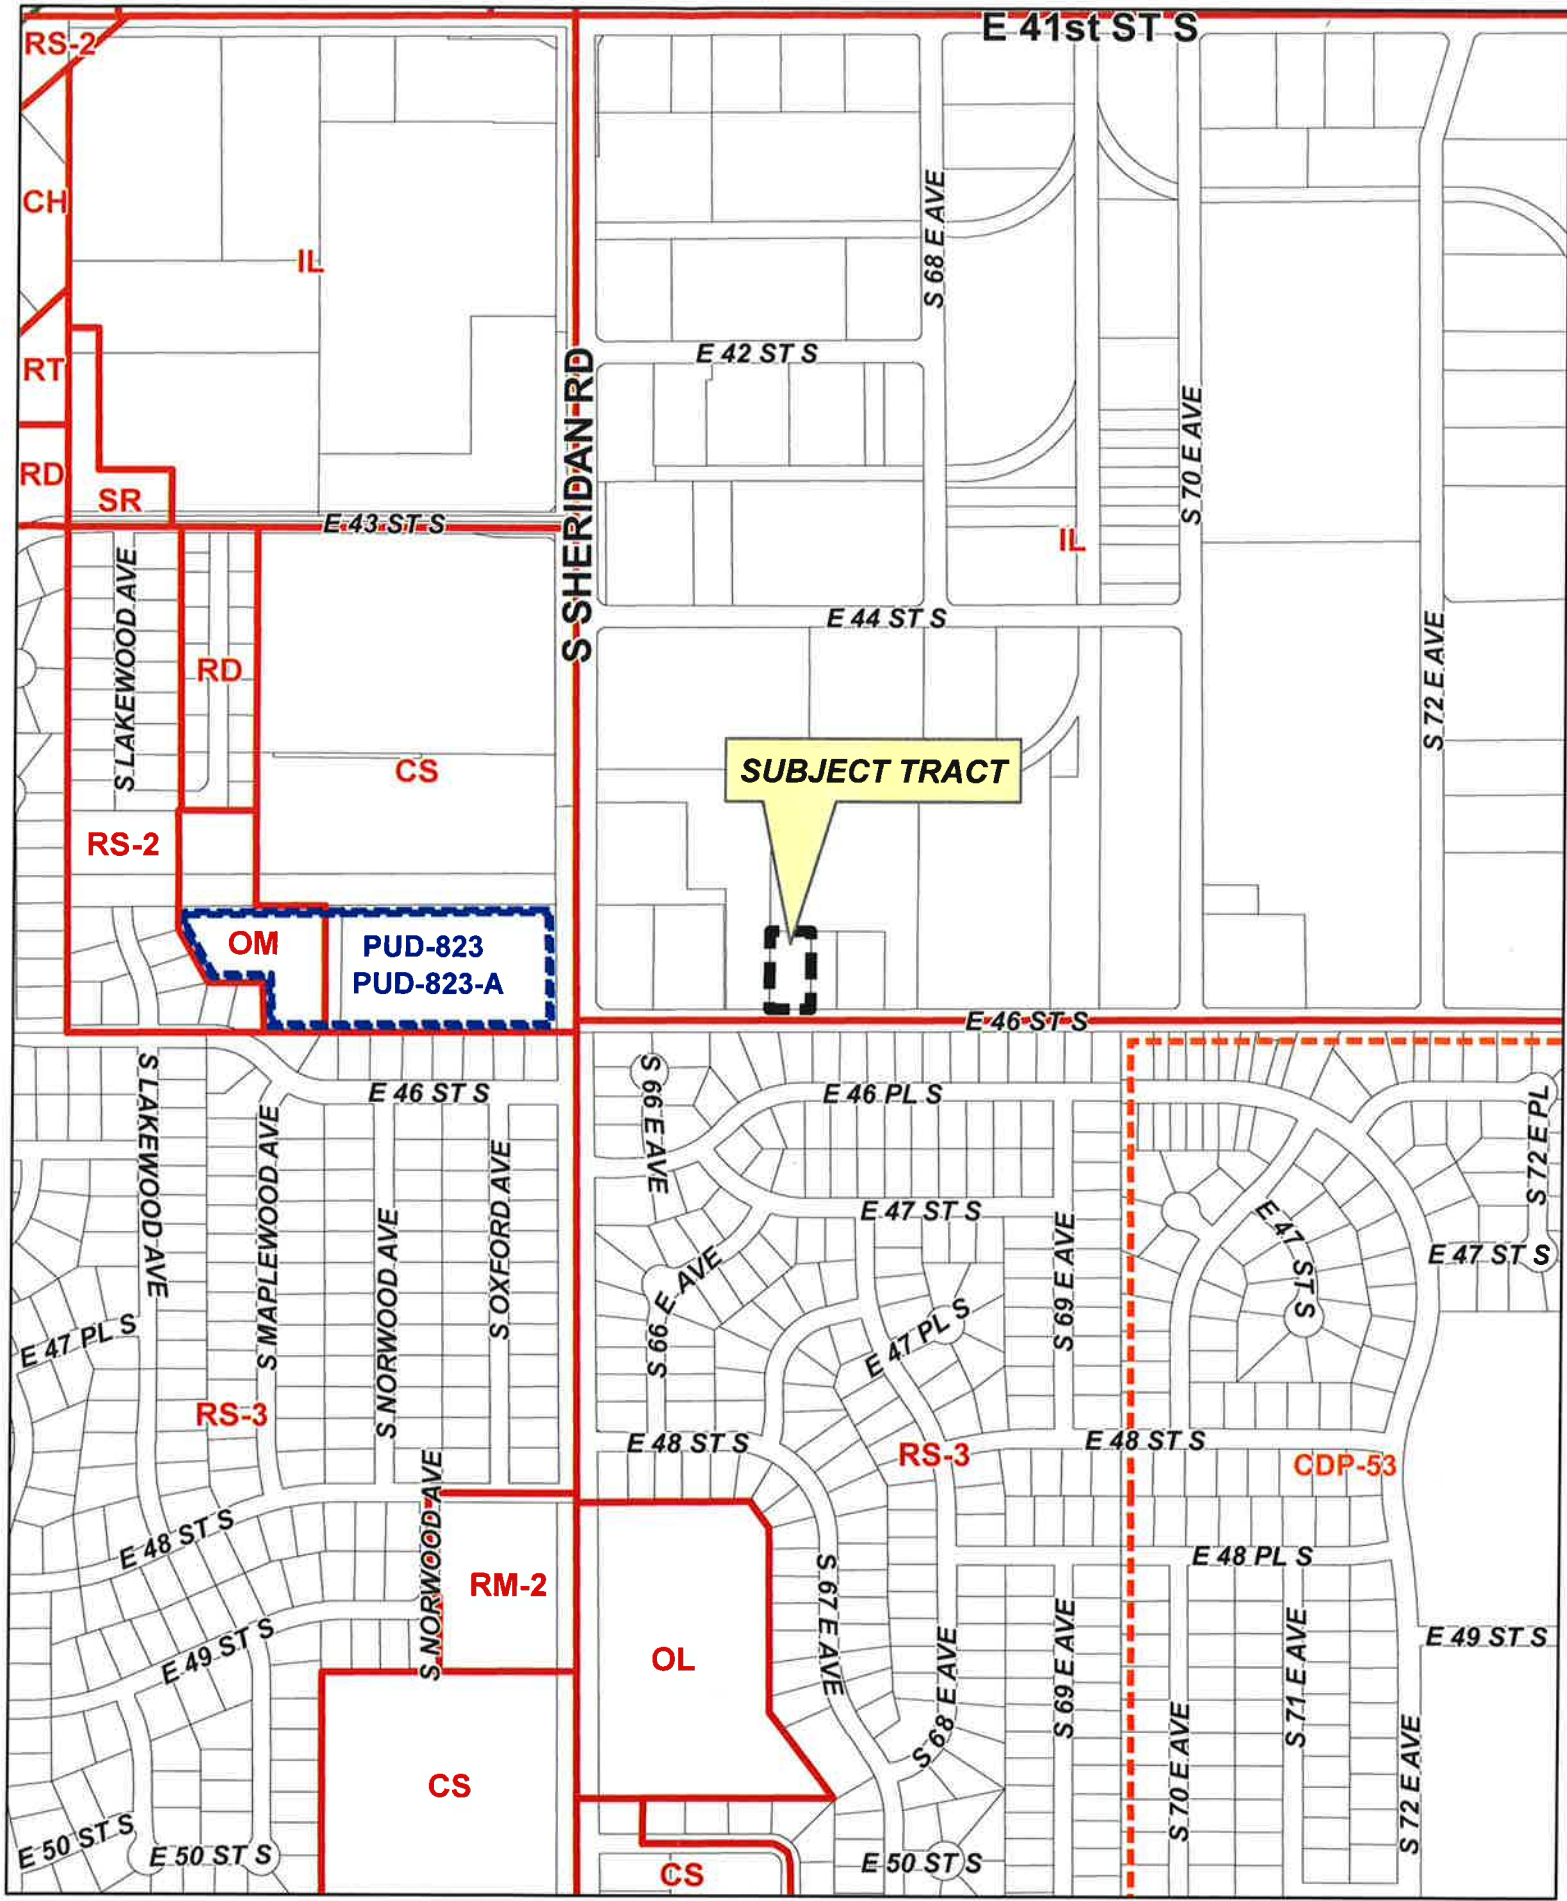 E 41st ST S
RS-2
CH
S 68 E AVE
IL
E 42 ST S
RT
S SHERIDAN RD
S 70 E AVE
RD
SR
E 43 ST S
IL
S LAKEWOOD AVE
E 44 ST S
RD
S 72 E AVE
CS
SUBJECT TRACT
RS-2
OM
PUD-823
PUD-823-A
E 46 ST S
S LAKEWOOD AVE
E 46 ST S
S 66 E AVE
E 46 PL S
S 72 E PL
S MAPLEWOOD AVE
S OXFORD AVE
S NORWOOD AVE
E 47 ST S
S 69 E AVE
E 47 ST S
E 47 ST S
S 66 E AVE
E 47 PL S
E 47 PL S
RS-3
E 48 ST S
RS-3
E 48 ST S
CDP-53
S NORWOOD AVE
E 48 ST S
RM-2
S 67 E AVE
E 48 PL S
E 49 ST S
OL
S 68 E AVE
S 69 E AVE
S 71 E AVE
E 49 ST S
S 70 E AVE
S 72 E AVE
CS
E 50 ST S
E 50 ST S
CS
E 50 ST S